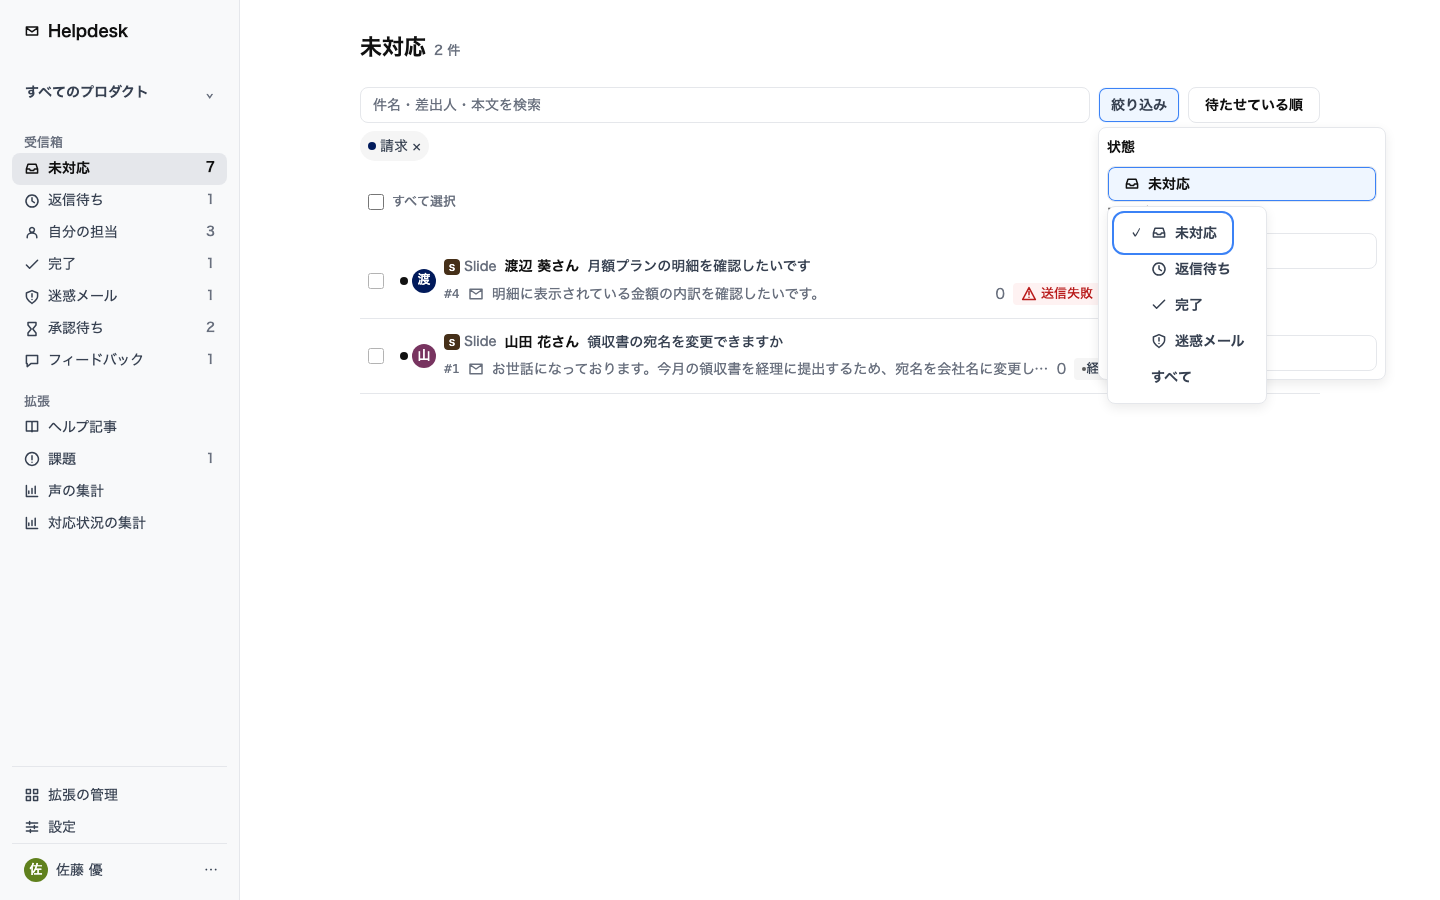 Helpdesk
すべてのプロダクト
受信箱
未対応 7
返信待ち 1
自分の担当 3
完了 1
迷惑メール 1
承認待ち 2
フィードバック 1
拡張
ヘルプ記事
課題 1
声の集計
対応状況の集計
拡張の管理
設定
佐 佐藤 優 …
未対応 2 件
件名・差出人・本文を検索 絞り込み 待たせている順
請求 ×
すべて選択
渡 S Slide 渡辺 葵さん 月額プランの明細を確認したいです
#4 明細に表示されている金額の内訳を確認したいです。 0 送信失敗
山 S Slide 山田 花さん 領収書の宛名を変更できますか
#1 お世話になっております。今月の領収書を経理に提出するため、宛名を会社名に変更し… 0 •経
状態
未対応
✓ 未対応
返信待ち
完了
迷惑メール
すべて